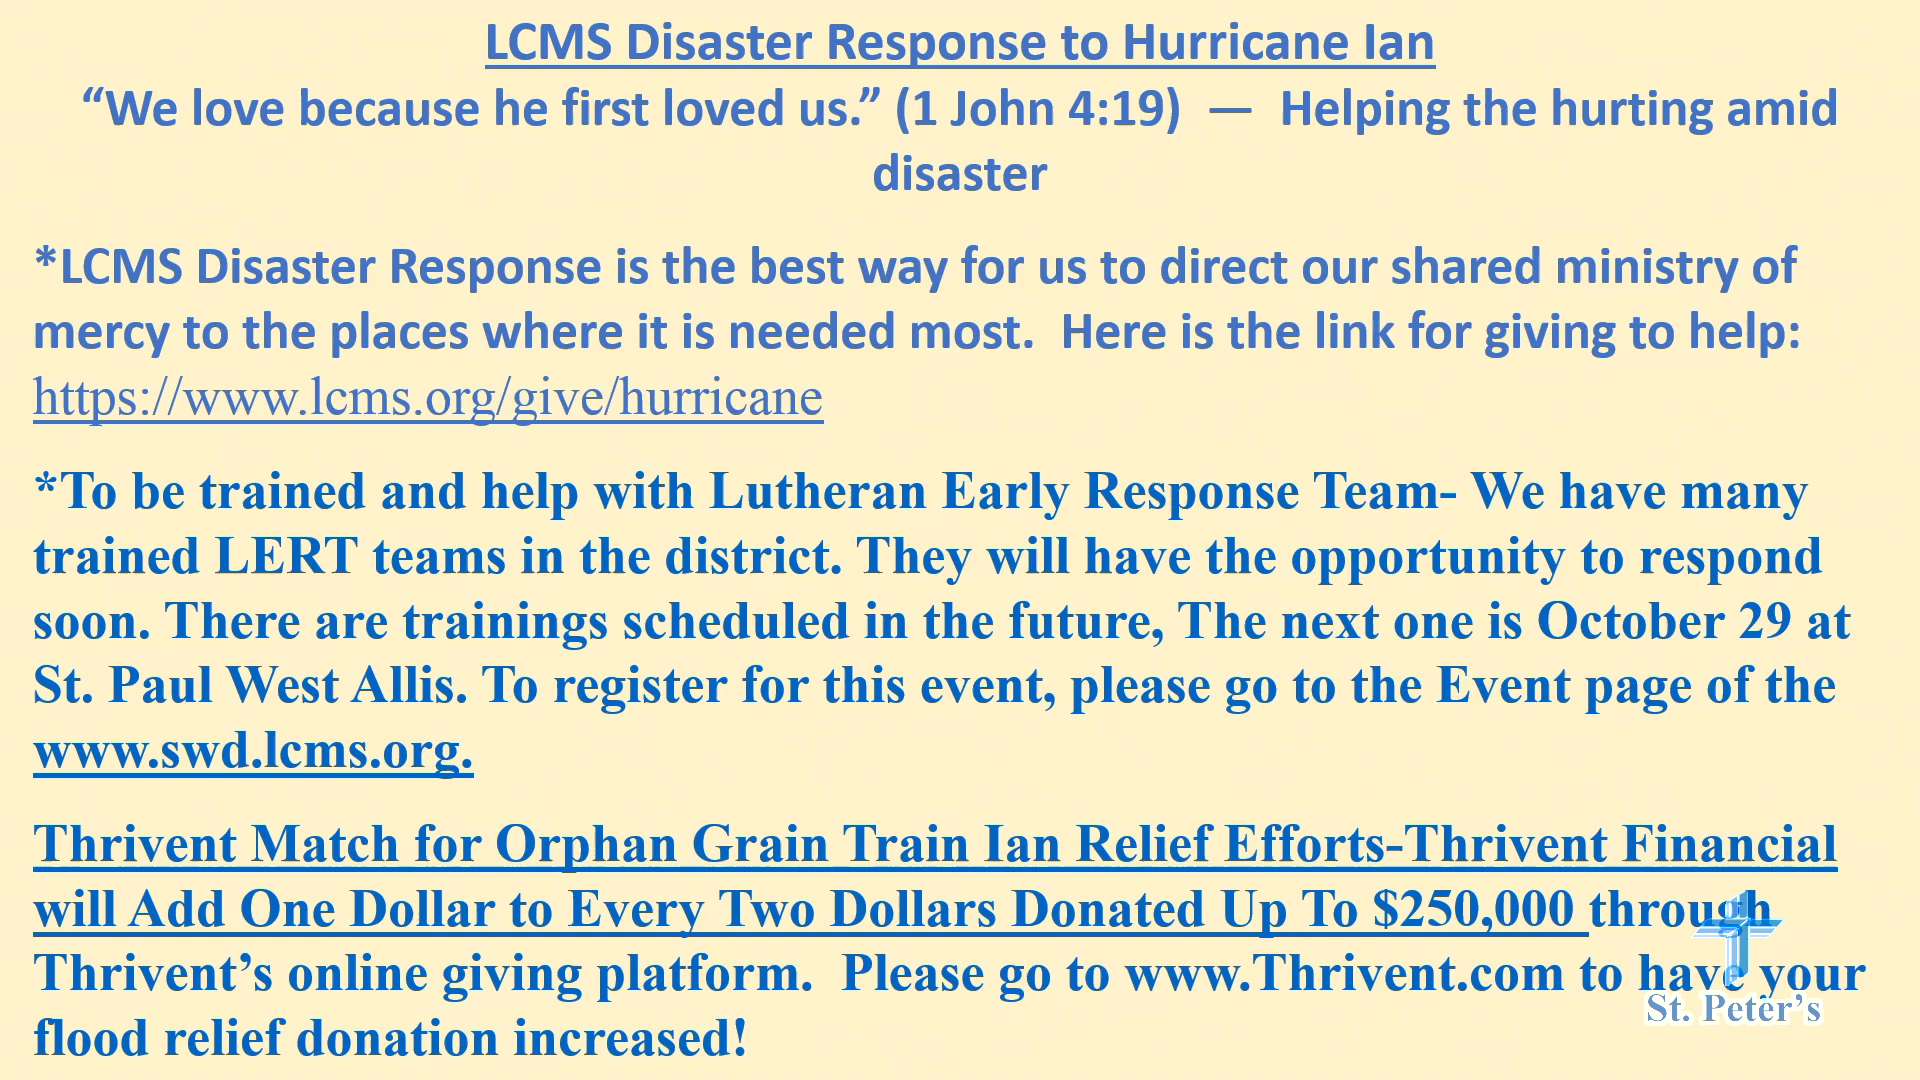 LCMS Disaster Response to Hurricane Ian
“We love because he first loved us.” (1 John 4:19) — Helping the hurting amid
disaster
*LCMS Disaster Response is the best way for us to direct our shared ministry of
mercy to the places where it is needed most. Here is the link for giving to help:
https://www.lcms.org/give/hurricane
*To be trained and help with Lutheran Early Response Team- We have many
trained LERT teams in the district. They will have the opportunity to respond
soon. There are trainings scheduled in the future, The next one is October 29 at
St. Paul West Allis. To register for this event, please go to the Event page of the
www.swd.lcms.org.
Thrivent Match for Orphan Grain Train Ian Relief Efforts-Thrivent Financial
will Add One Dollar to Every Two Dollars Donated Up To $250,000 through
Thrivent’s online giving platform. Please go to www.Thrivent.com to have your
flood relief donation increased!
St. Peter’s